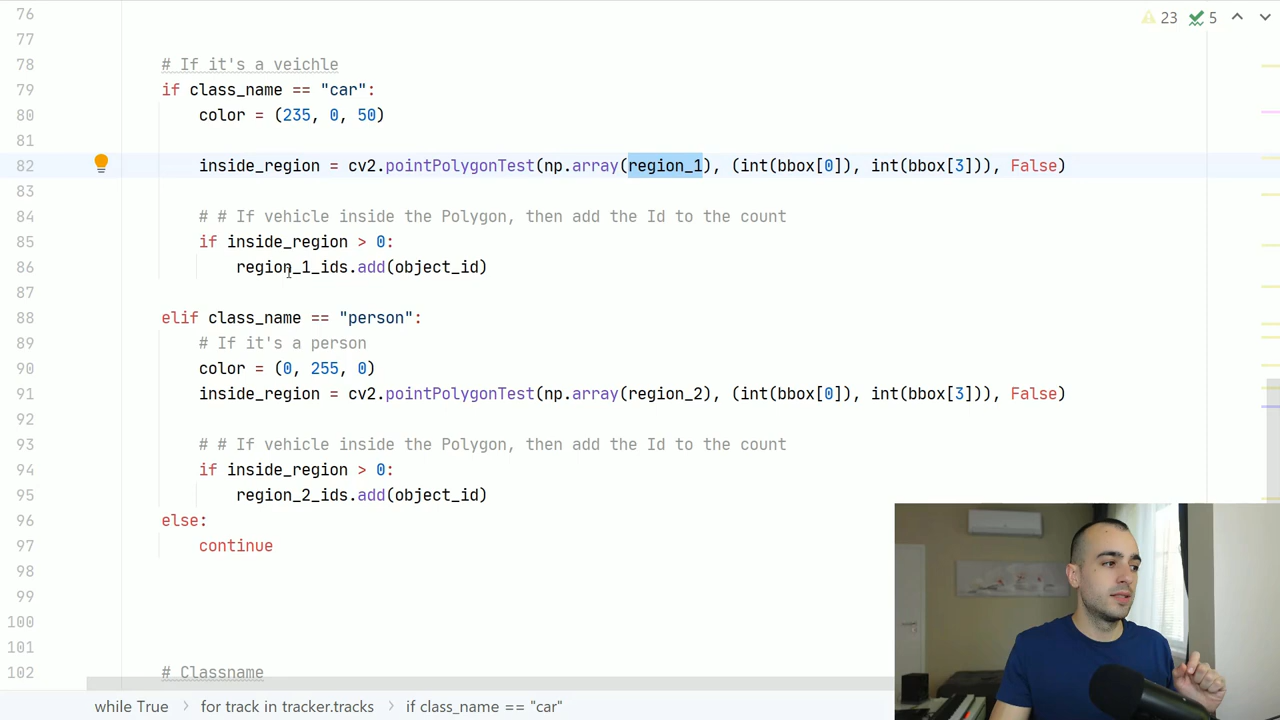 76
23 5
77
78 # If it's a veichle
79 if class_name == "car":
80 color = (235, 0, 50)
81
82 inside_region = cv2.pointPolygonTest(np.array(region_1), (int(bbox[0]), int(bbox[3])), False)
83
84 # # If vehicle inside the Polygon, then add the Id to the count
85 if inside_region > 0:
86 region_1_ids.add(object_id)
87
88 elif class_name == "person":
89 # If it's a person
90 color = (0, 255, 0)
91 inside_region = cv2.pointPolygonTest(np.array(region_2), (int(bbox[0]), int(bbox[3])), False)
92
93 # # If vehicle inside the Polygon, then add the Id to the count
94 if inside_region > 0:
95 region_2_ids.add(object_id)
96 else:
97 continue
98
99
100
101
102 # Classname
while True > for track in tracker.tracks > if class_name == "car"